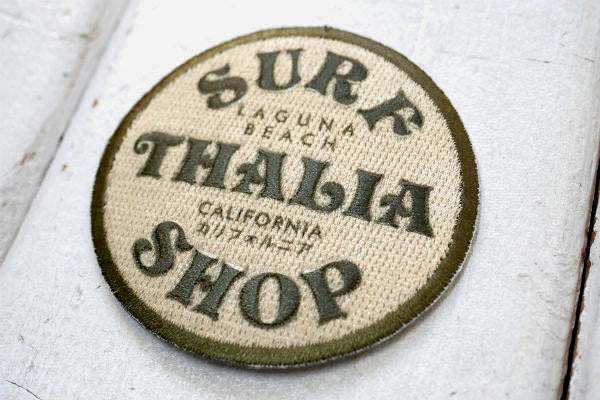 SURF
LAGUNA
BEACH
THALIA
CALIFORNIA
カリフォルニア
SHOP